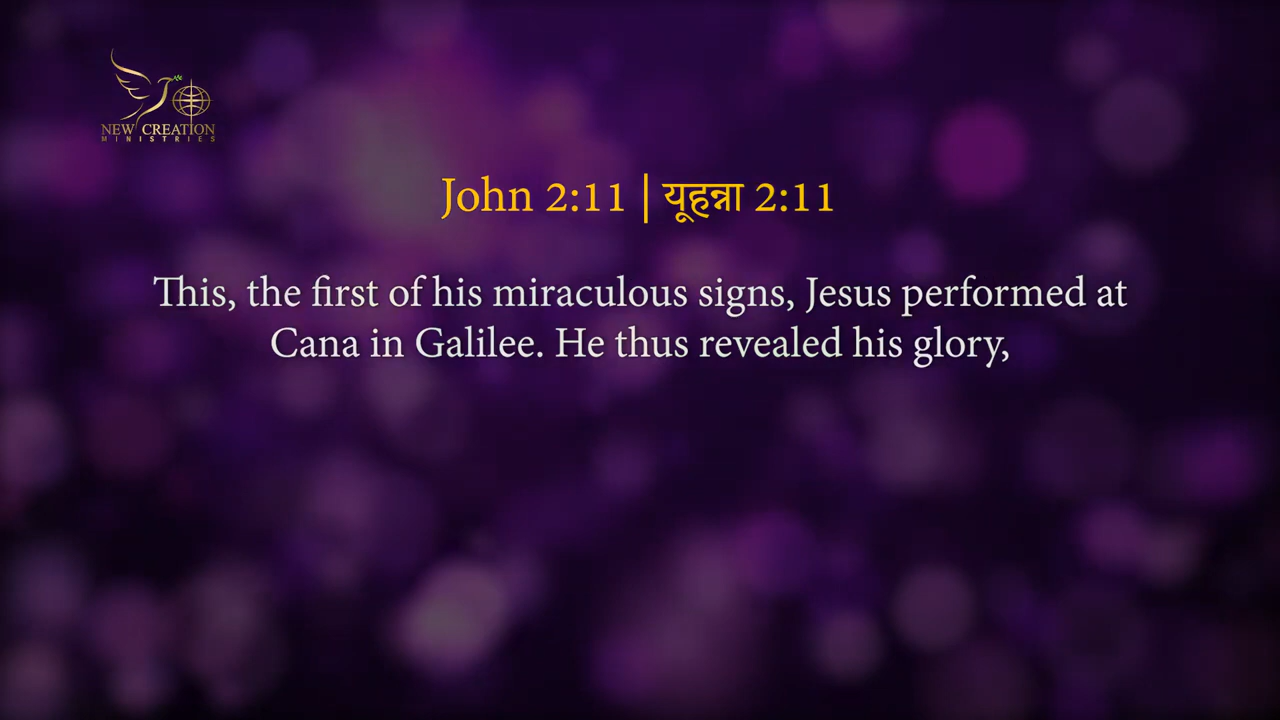 NEW CREATION
MINISTRIES
John 2:11 | यूहन्ना 2:11
This, the first of his miraculous signs, Jesus performed at
Cana in Galilee. He thus revealed his glory,